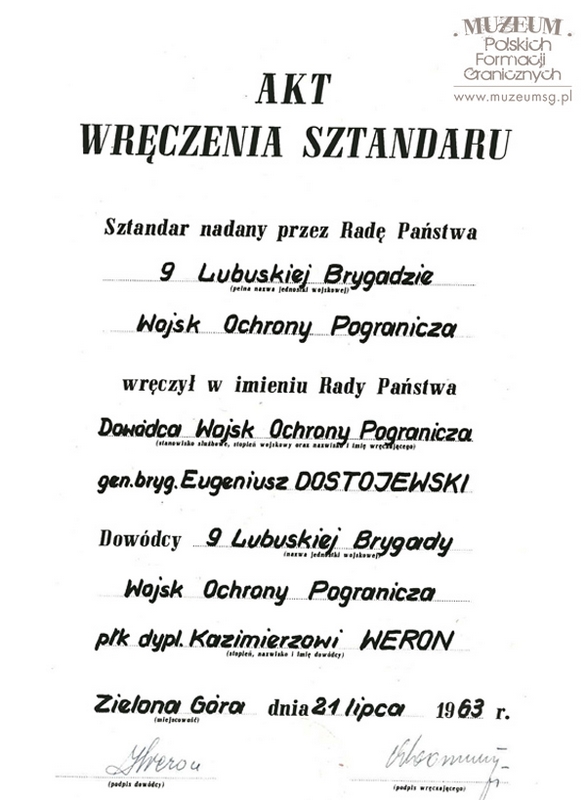 MUZEUM
Polskich
Formacji
Granicznych
www.muzeumsg.pl
AKT
WRĘCZENIA SZTANDARU
Sztandar nadany przez Radę Państwa
9 Lubuskiej Brygadzie
(pełna nazwa jednostki wojskowej)
Wojsk Ochrony Pogranicza
wręczył w imieniu Rady Państwa
Dowódca Wojsk Ochrony Pogranicza
(stanowisko służbowe, stopień wojskowy oraz nazwisko i imię wręczającego)
gen.bryg. Eugeniusz DOSTOJEWSKI
Dowódcy 9 Lubuskiej Brygady
(nazwa jednostki wojskowej)
Wojsk Ochrony Pogranicza
płk dypl. Kazimierzowi WERON
(stopień, nazwisko i imię dowódcy)
Zielona Góra dnia 21 lipca 1963 r.
(miejscowość)
(podpis dowódcy)
(podpis wręczającego)